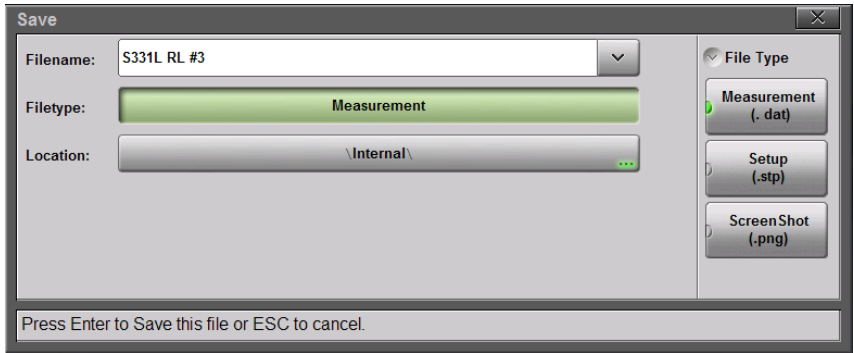 Save
Filename: S331L RL #3
Filetype: Measurement
Location: \Internal\ ...
File Type
Measurement
(. dat)
Setup
(.stp)
ScreenShot
(.png)
Press Enter to Save this file or ESC to cancel.